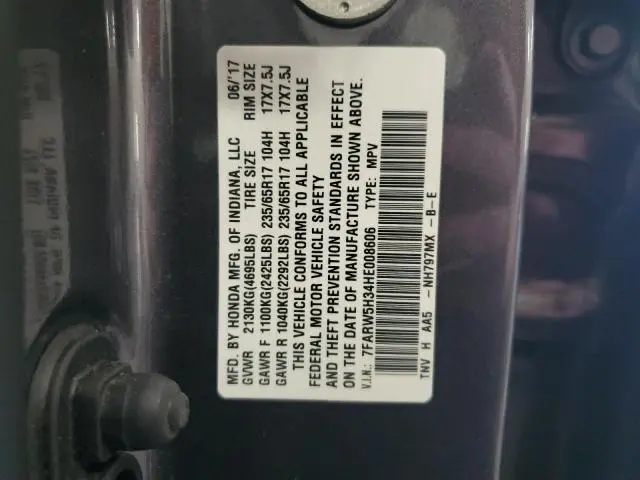 MFD. BY HONDA MFG. OF INDIANA, LLC 06/'17
GVWR 2130KG(4695LBS) TIRE SIZE RIM SIZE
GAWR F 1100KG(2425LBS) 235/65R17 104H 17X7.5J
GAWR R 1040KG(2292LBS) 235/65R17 104H 17X7.5J
THIS VEHICLE CONFORMS TO ALL APPLICABLE
FEDERAL MOTOR VEHICLE SAFETY
AND THEFT PREVENTION STANDARDS IN EFFECT
ON THE DATE OF MANUFACTURE SHOWN ABOVE.
V.I.N.: 7FARW5H34HE008606 TYPE: MPV
TNV H AA5 -NH797MX -B-E